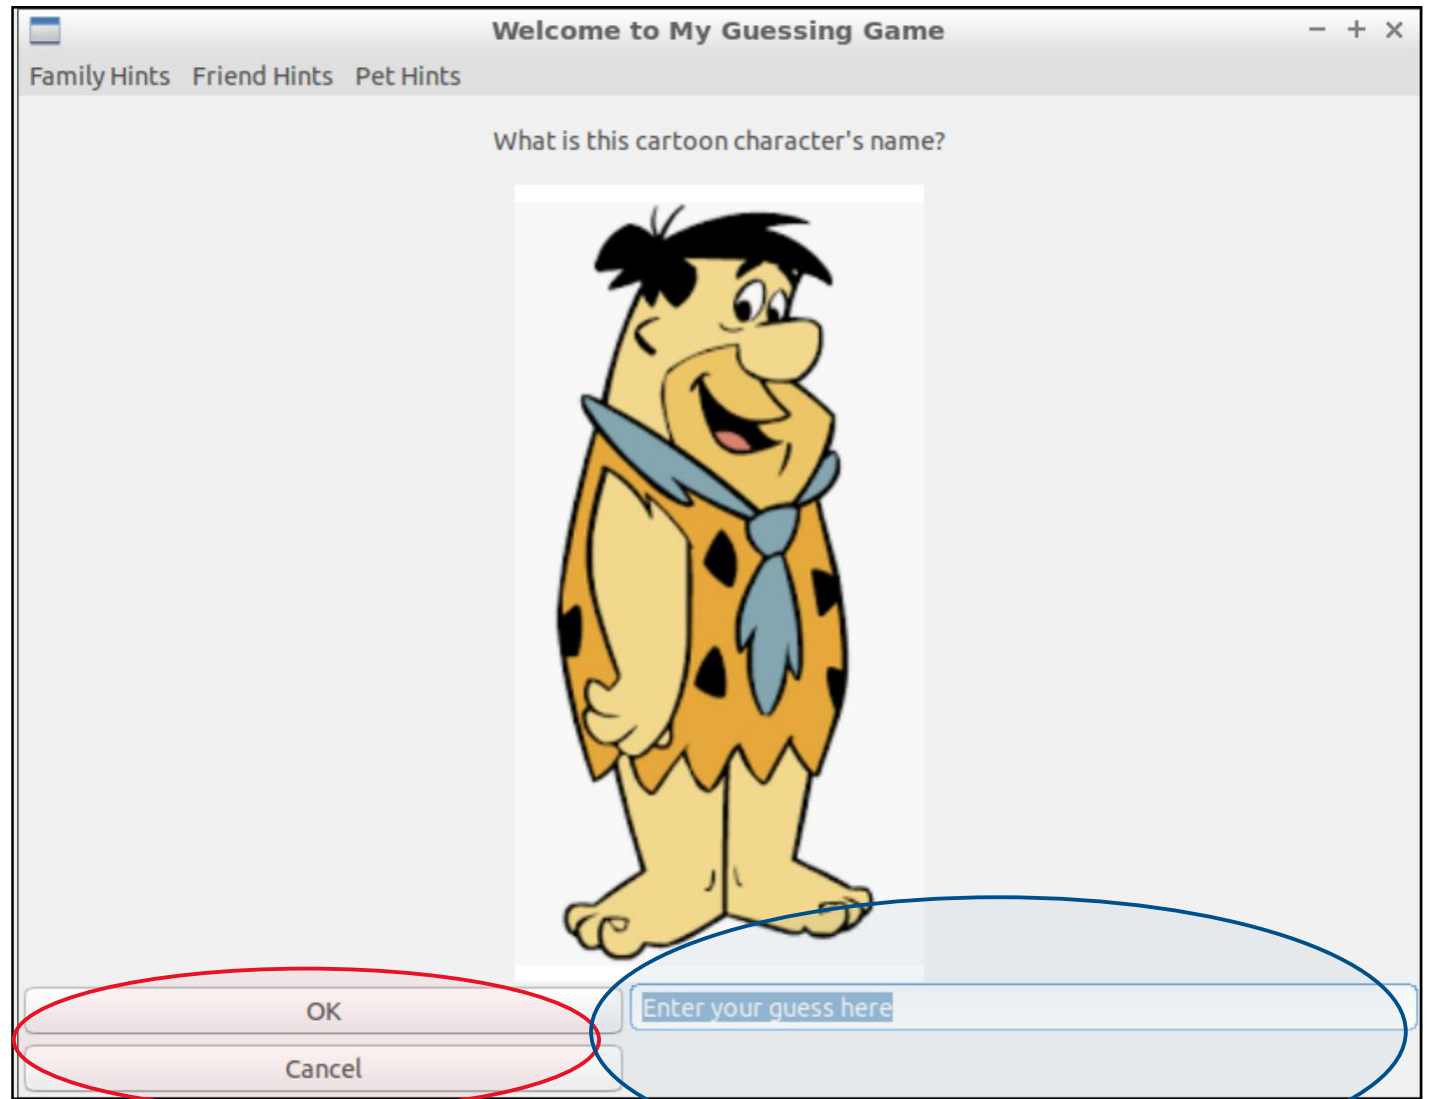 Welcome to My Guessing Game
Family Hints Friend Hints Pet Hints
What is this cartoon character's name?
OK
Enter your guess here
Cancel